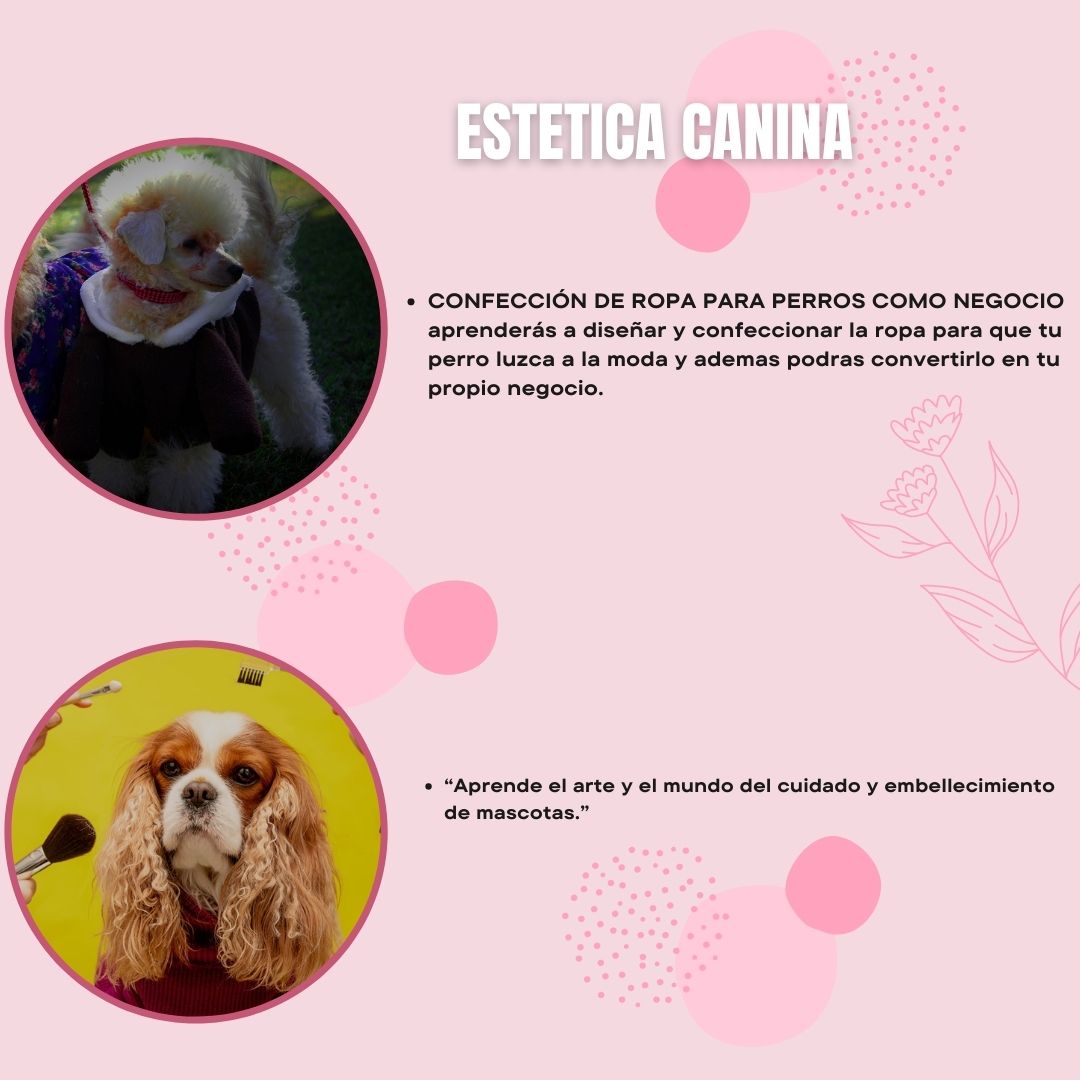 ESTETICA CANINA
• CONFECCIÓN DE ROPA PARA PERROS COMO NEGOCIO
aprenderás a diseñar y confeccionar la ropa para que tu
perro luzca a la moda y ademas podras convertirlo en tu
propio negocio.
• “Aprende el arte y el mundo del cuidado y embellecimiento
de mascotas.”